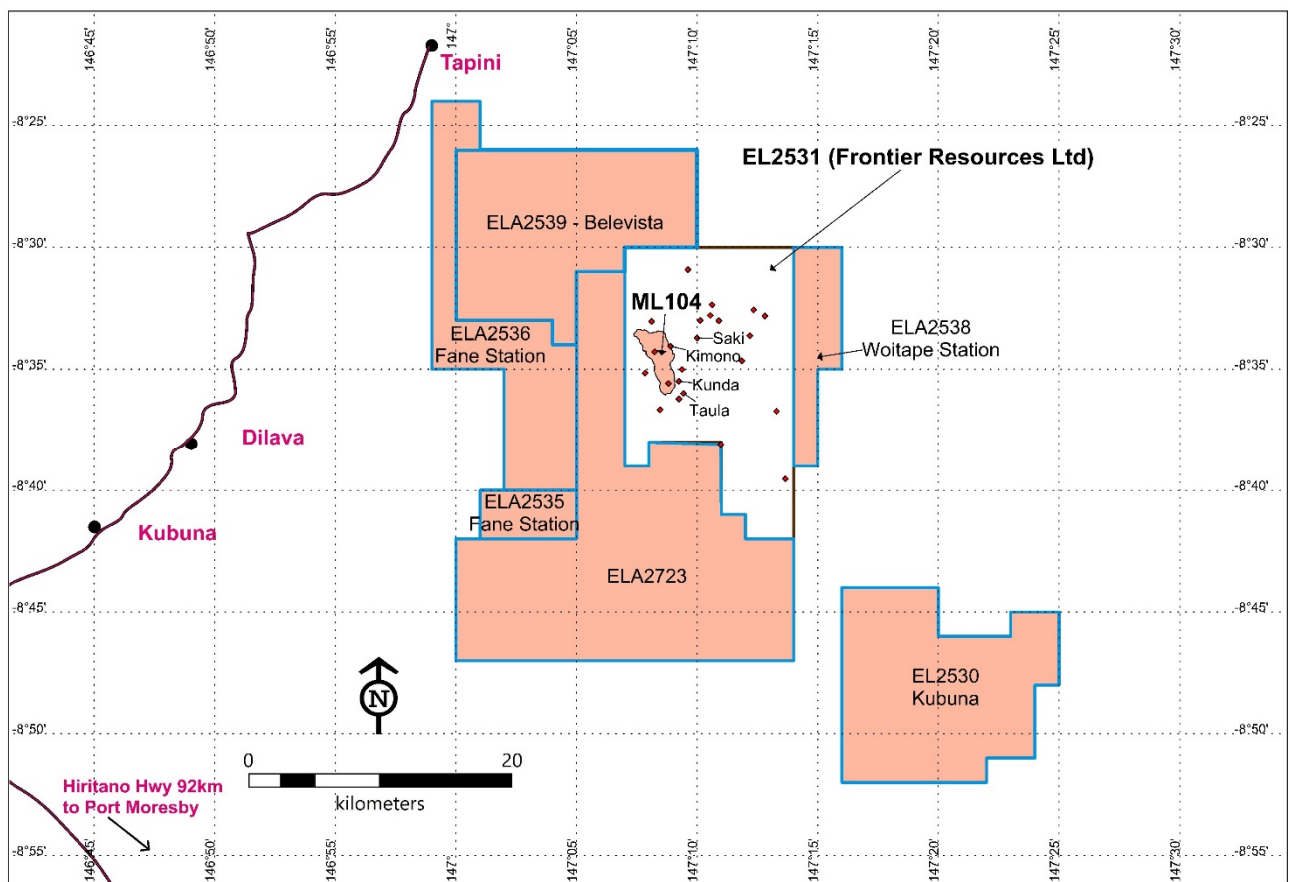 146°45'
146°50'
146°55'
147°
147°05'
147°10'
147°15'
147°20'
147°25'
147°30'
Tapini
-8°25'
-8°25'
EL2531 (Frontier Resources Ltd)
ELA2539 - Belevista
-8°30'
-8°30'
ML104
ELA2536
Fane Station
Saki
Kimono
ELA2538
Woitape Station
-8°35'
-8°35'
Kunda
Taula
Dilava
-8°40'
-8°40'
ELA2535
Fane Station
Kubuna
ELA2723
-8°45'
-8°45'
EL2530
Kubuna
N
-8°50'
-8°50'
0
20
kilometers
Hiritano Hwy 92km
to Port Moresby
-8°55'
-8°55'
146°45'
146°50'
146°55'
147°
147°05'
147°10'
147°15'
147°20'
147°25'
147°30'